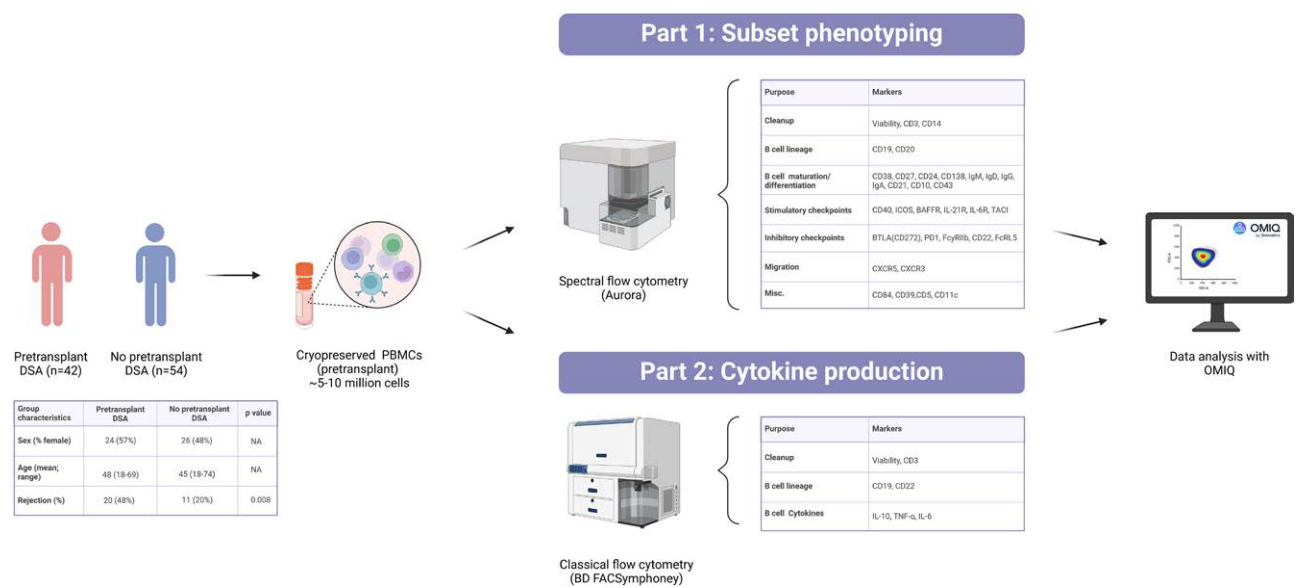 Part 1: Subset phenotyping
Purpose Markers
Cleanup Viability, CD3, CD14
B cell lineage CD19, CD20
B cell maturation/
differentiation
CD38, CD27, CD24, CD138, IgM, IgD, IgG,
IgA, CD21, CD10, CD43
Stimulatory checkpoints CD40, ICOS, BAFFR, IL-21R, IL-6R, TACI
Inhibitory checkpoints BTLA(CD272), PD1, FcyRIIb, CD22, FcRL5
Migration CXCR5, CXCR3
Misc. CD84, CD39,CD5, CD11c
Spectral flow cytometry
(Aurora)
Pretransplant
DSA (n=42)
No pretransplant
DSA (n=54)
Cryopreserved PBMCs
(pretransplant)
~5-10 million cells
Group
characteristics
Pretransplant
DSA
No pretransplant
DSA
p value
Sex (% female) 24 (57%) 26 (48%) NA
Age (mean;
range)
48 (18-69) 45 (18-74) NA
Rejection (%) 20 (48%) 11 (20%) 0.008
Part 2: Cytokine production
Purpose Markers
Cleanup Viability, CD3
B cell lineage CD19, CD22
B cell Cytokines IL-10, TNF-α, IL-6
Classical flow cytometry
(BD FACSymphoney)
OMIQ
Data analysis with
OMIQ